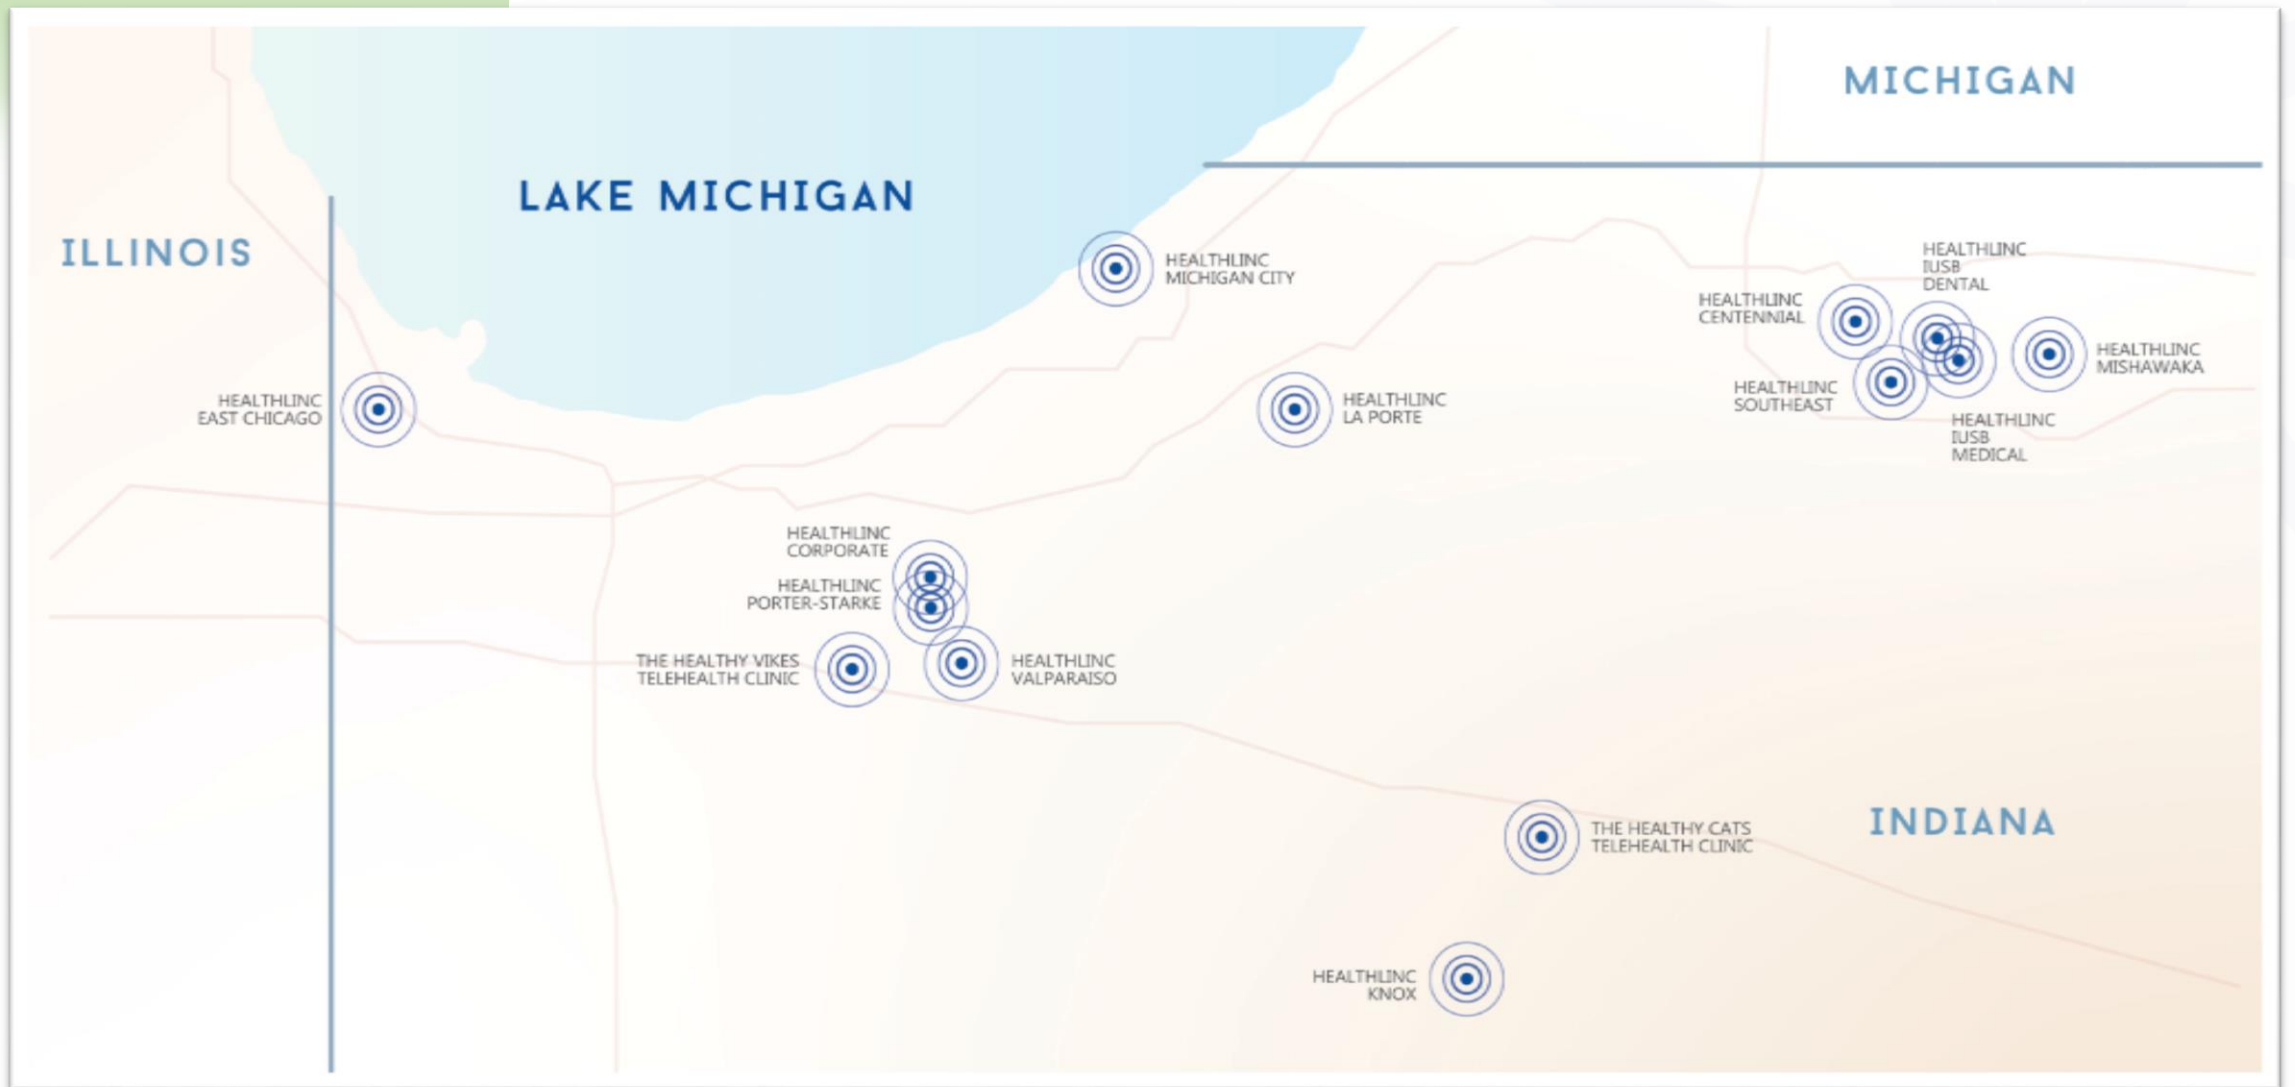 MICHIGAN
LAKE MICHIGAN
ILLINOIS
HEALTHLINC
MICHIGAN CITY
HEALTHLINC
IUSB
DENTAL
HEALTHLINC
CENTENNIAL
HEALTHLINC
MISHAWAKA
HEALTHLINC
EAST CHICAGO
HEALTHLINC
LA PORTE
HEALTHLINC
SOUTHEAST
HEALTHLINC
IUSB
MEDICAL
HEALTHLINC
CORPORATE
HEALTHLINC
PORTER-STARKE
THE HEALTHY VIKES
TELEHEALTH CLINIC
HEALTHLINC
VALPARAISO
THE HEALTHY CATS
TELEHEALTH CLINIC
INDIANA
HEALTHLINC
KNOX